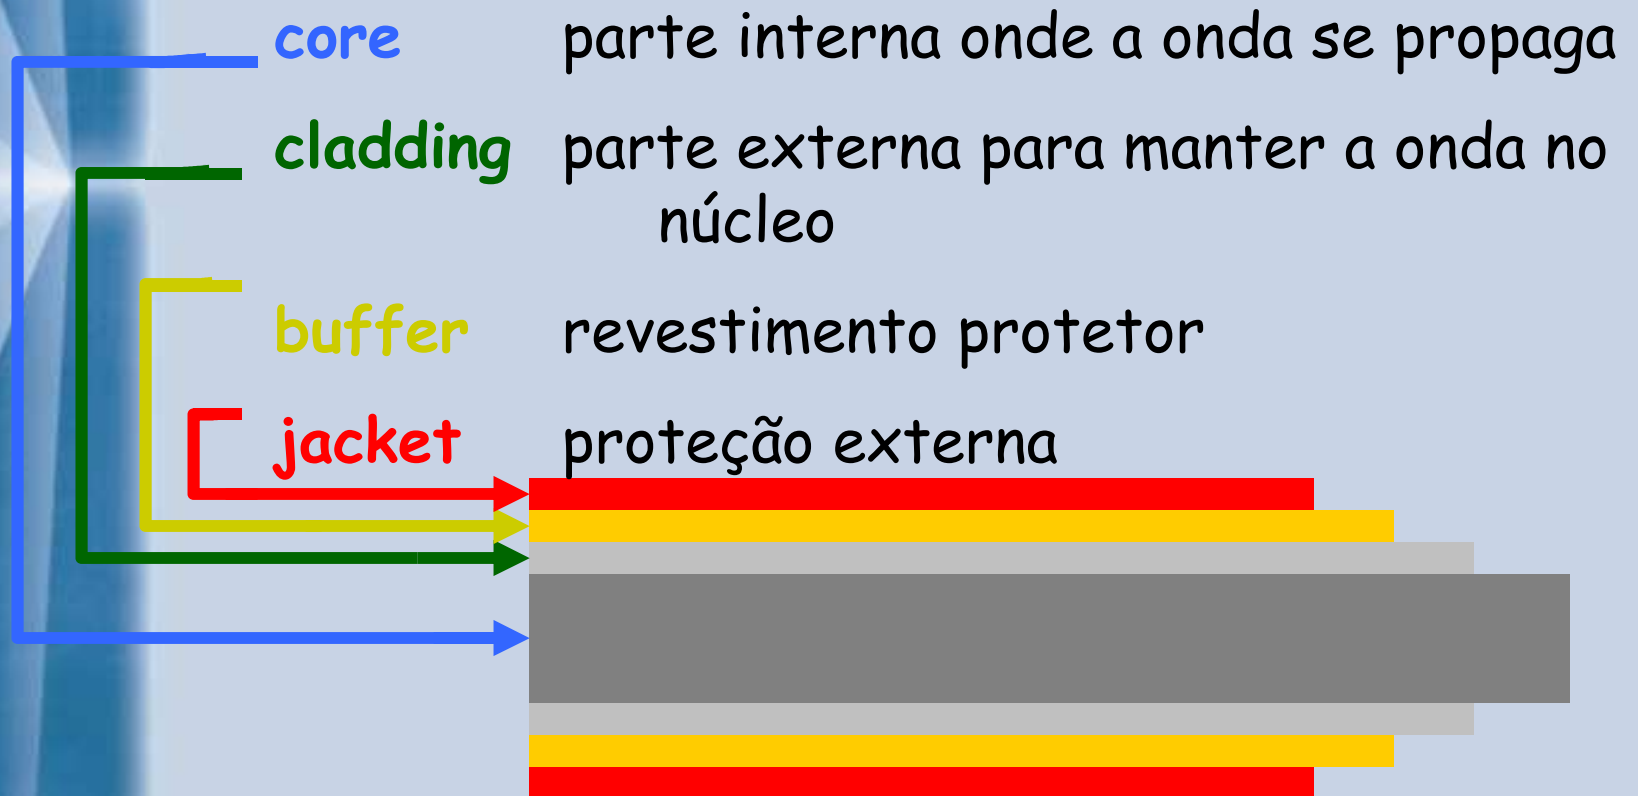 core parte interna onde a onda se propaga
cladding parte externa para manter a onda no
núcleo
buffer revestimento protetor
jacket proteção externa